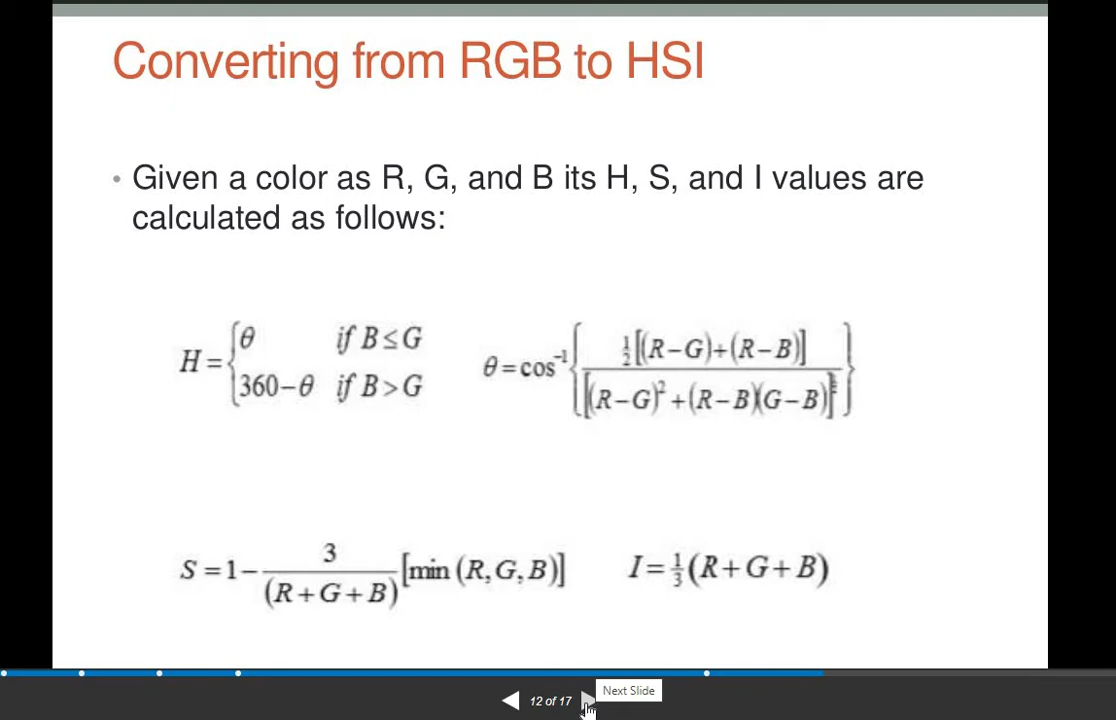 Converting from RGB to HSI
• Given a color as R, G, and B its H, S, and I values are
calculated as follows:
H = { θ if B ≤ G
360 − θ if B > G
θ = cos⁻¹ { ½[(R − G) + (R − B)] / [(R − G)² + (R − B)(G − B)]^½ }
S = 1 − 3 / (R + G + B) [min (R, G, B)]
I = ⅓ (R + G + B)
12 of 17
Next Slide